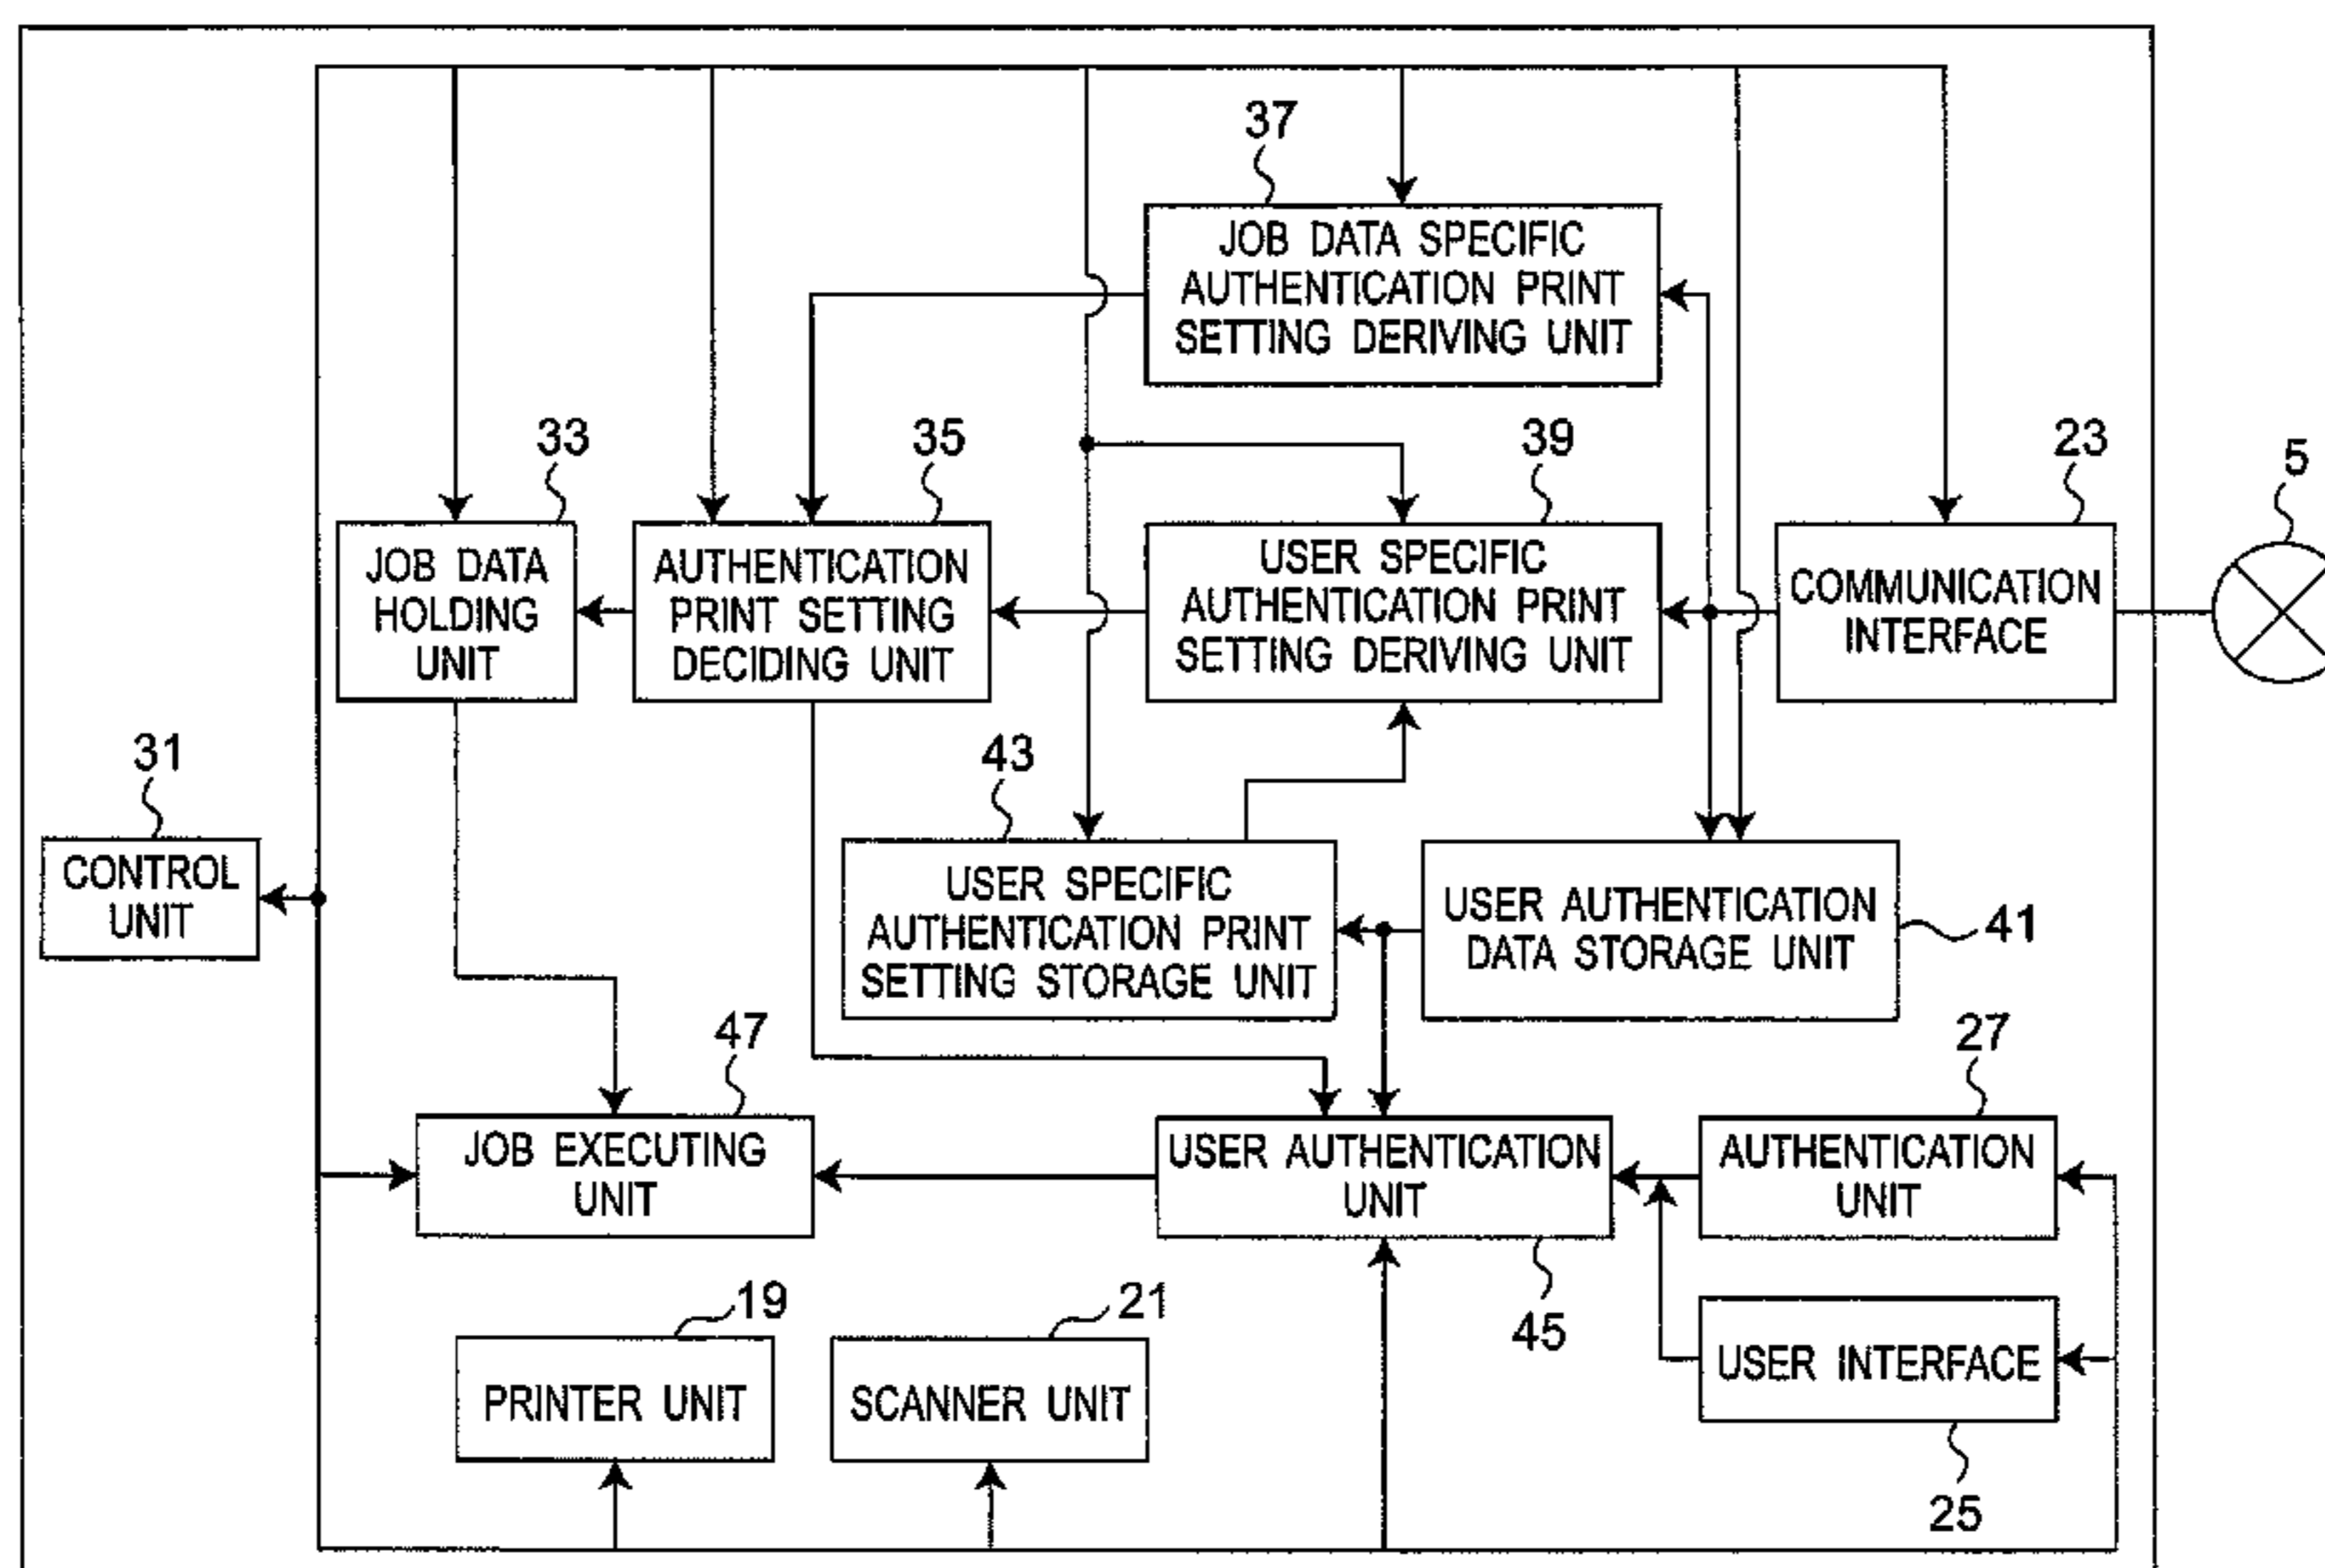 37
JOB DATA SPECIFIC
AUTHENTICATION PRINT
SETTING DERIVING UNIT
33
JOB DATA
HOLDING
UNIT
35
AUTHENTICATION
PRINT SETTING
DECIDING UNIT
39
USER SPECIFIC
AUTHENTICATION PRINT
SETTING DERIVING UNIT
23
COMMUNICATION
INTERFACE
5
31
CONTROL
UNIT
43
USER SPECIFIC
AUTHENTICATION PRINT
SETTING STORAGE UNIT
USER AUTHENTICATION
DATA STORAGE UNIT
41
47
JOB EXECUTING
UNIT
USER AUTHENTICATION
UNIT
45
27
AUTHENTICATION
UNIT
19
PRINTER UNIT
21
SCANNER UNIT
USER INTERFACE
25